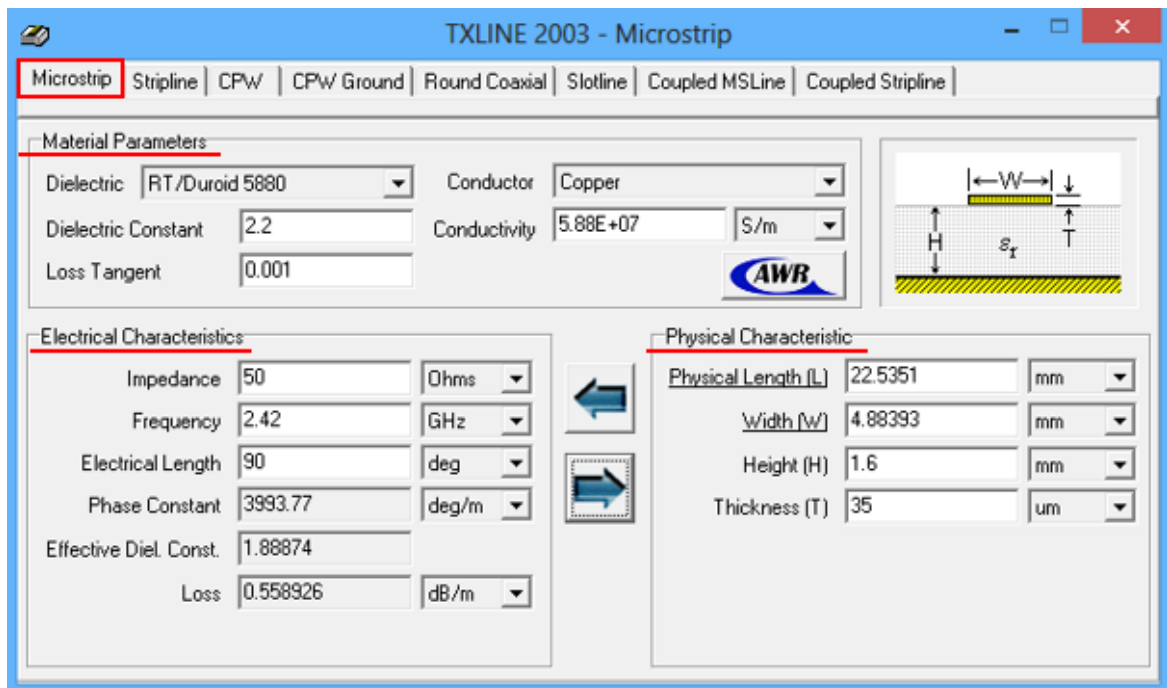 TXLINE 2003 - Microstrip
Microstrip Stripline CPW CPW Ground Round Coaxial Slotline Coupled MSLine Coupled Stripline
Material Parameters
Dielectric RT/Duroid 5880 Conductor Copper
Dielectric Constant 2.2 Conductivity 5.88E+07 S/m
Loss Tangent 0.001 AWR
W
H εr T
Electrical Characteristics
Impedance 50 Ohms
Frequency 2.42 GHz
Electrical Length 90 deg
Phase Constant 3993.77 deg/m
Effective Diel. Const. 1.88874
Loss 0.558926 dB/m
Physical Characteristic
Physical Length (L) 22.5351 mm
Width (W) 4.88393 mm
Height (H) 1.6 mm
Thickness (T) 35 um